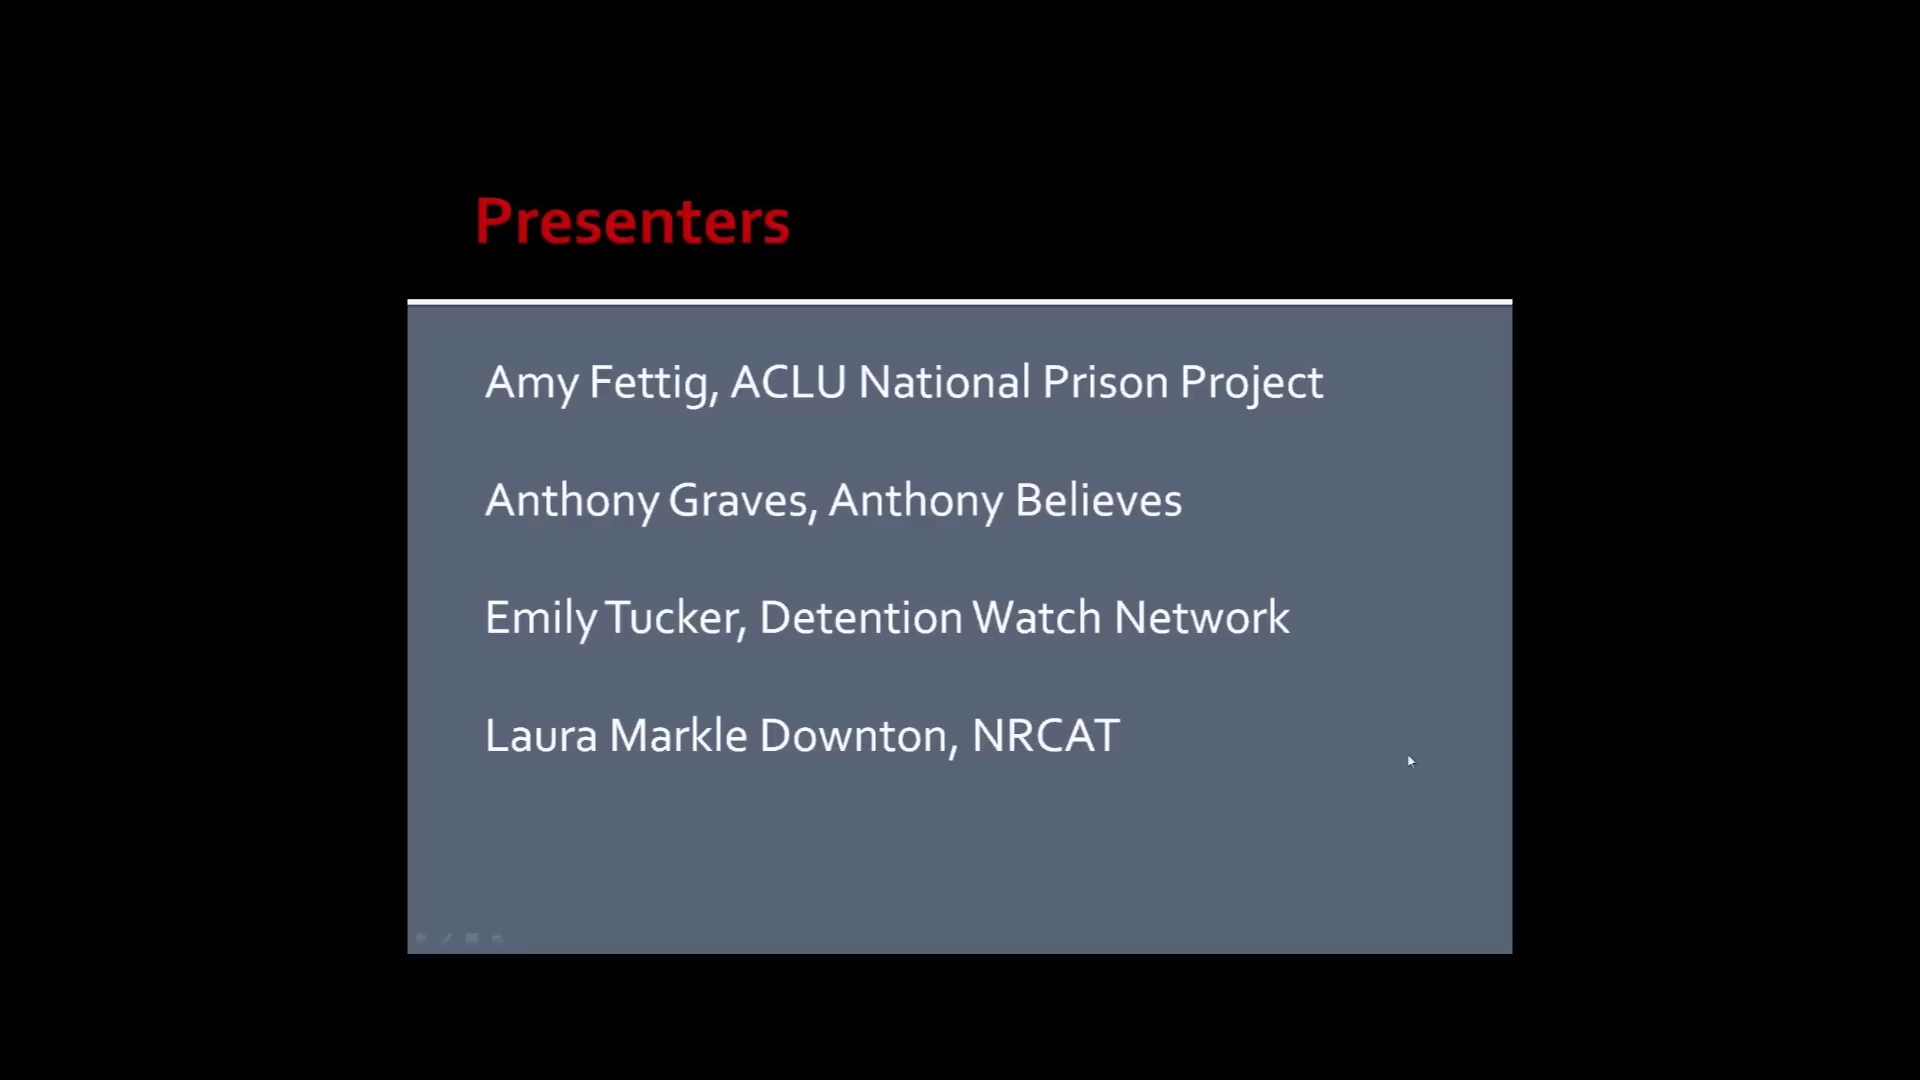 Presenters
Amy Fettig, ACLU National Prison Project
Anthony Graves, Anthony Believes
Emily Tucker, Detention Watch Network
Laura Markle Downton, NRCAT